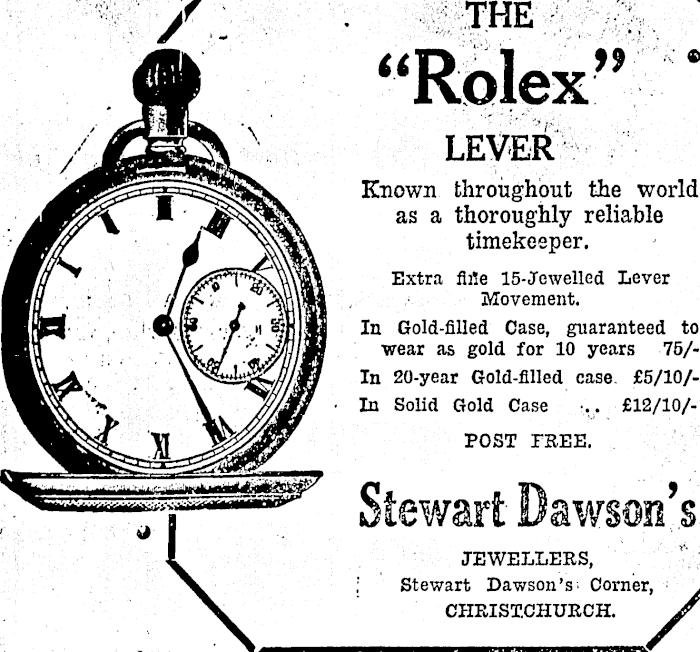 THE
“Rolex”
LEVER
Known throughout the world
as a thoroughly reliable
timekeeper.
Extra fine 15-Jewelled Lever
Movement.
In Gold-filled Case, guaranteed to
wear as gold for 10 years 75/-
In 20-year Gold-filled case £5/10/-
In Solid Gold Case .. £12/10/-
POST FREE.
Stewart Dawson's
JEWELLERS,
Stewart Dawson's Corner,
CHRISTCHURCH.